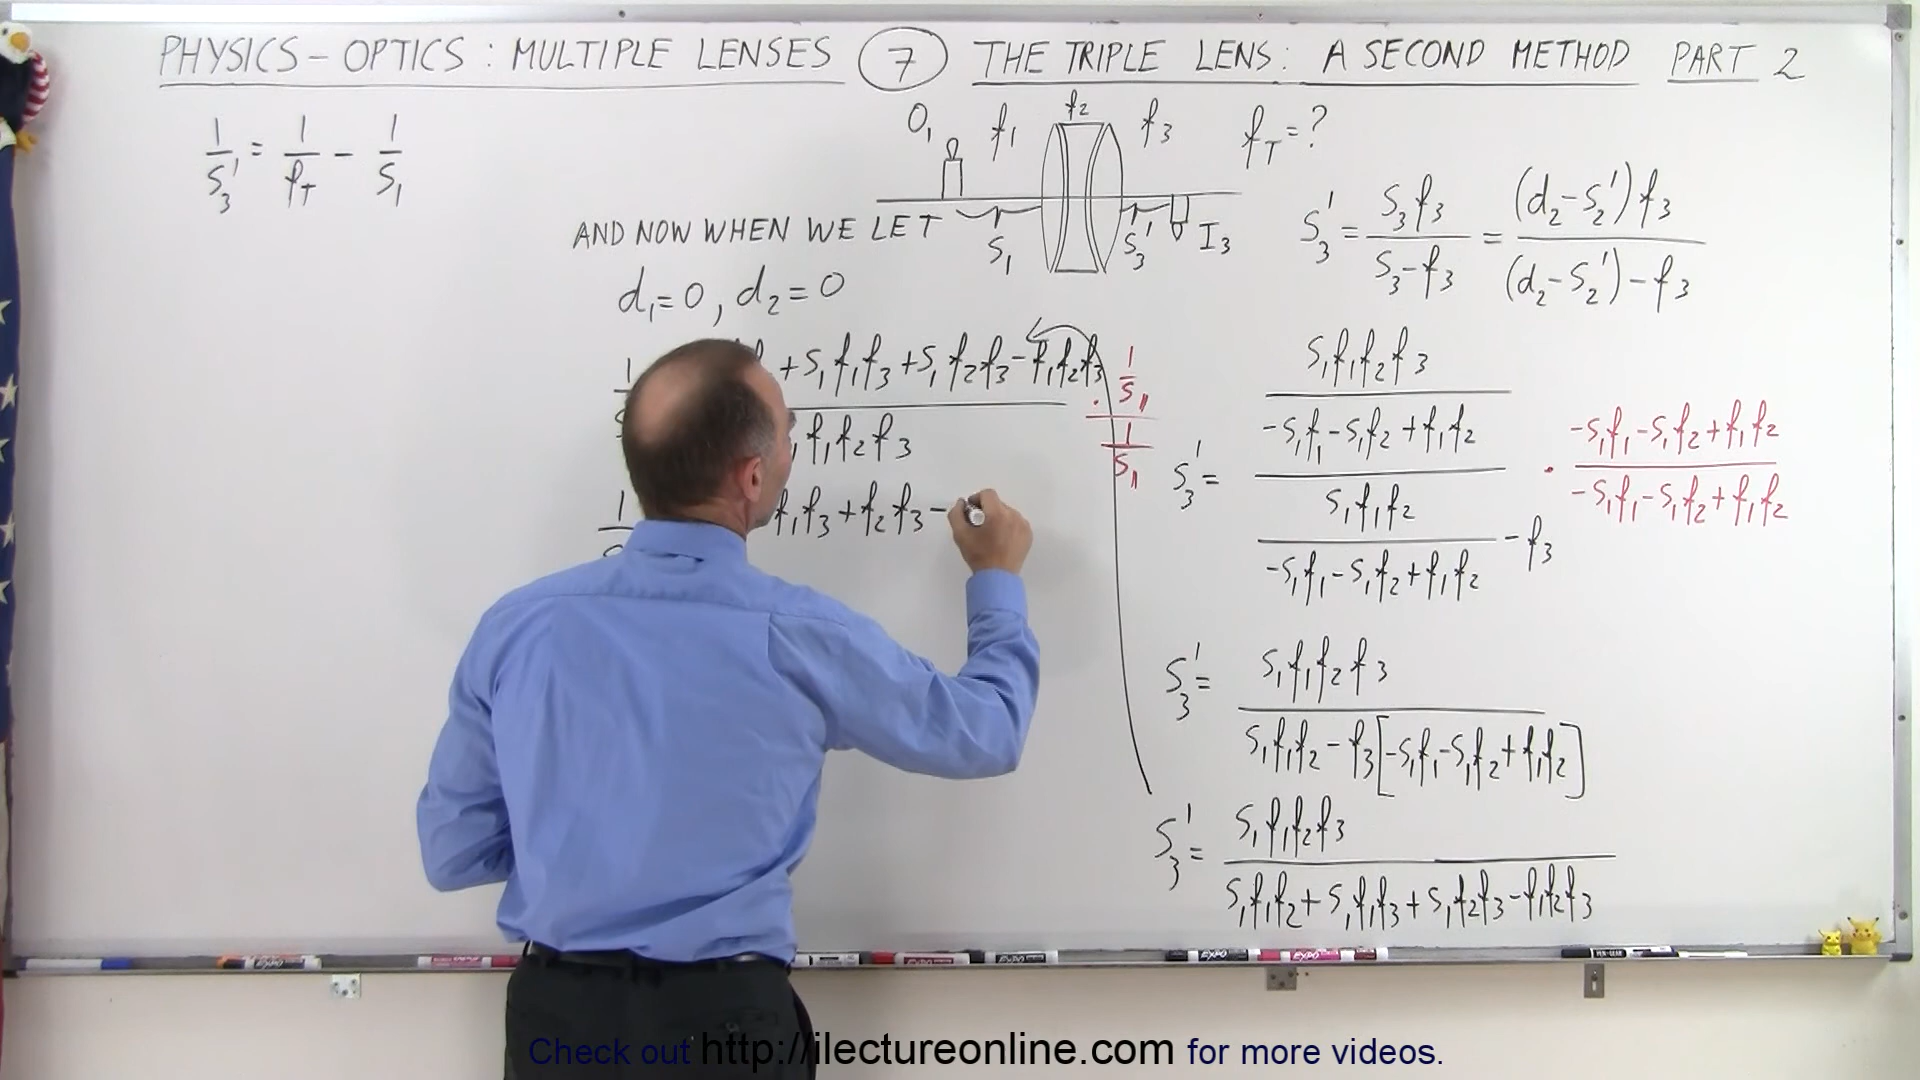 PHYSICS - OPTICS : MULTIPLE LENSES 7 THE TRIPLE LENS : A SECOND METHOD PART 2
1/S₃' = 1/f_T - 1/S₁
O₁ f₁ f₂ f₃ f_T = ?
S₁ S₃' I₃
S₃' = S₃f₃ / (S₃-f₃) = (d₂-S₂')f₃ / ((d₂-S₂')-f₃)
AND NOW WHEN WE LET
d₁=0, d₂=0
+ S₁f₁f₃ + S₁f₂f₃ - f₁f₂f₃
f₁f₂f₃
· 1/S₁ / 1/S₁
f₁f₃ + f₂f₃ -
S₃' = S₁f₁f₂f₃ / (-S₁f₁-S₁f₂+f₁f₂) / S₁f₁f₂ / (-S₁f₁-S₁f₂+f₁f₂) - f₃ · (-S₁f₁-S₁f₂+f₁f₂) / (-S₁f₁-S₁f₂+f₁f₂)
S₃' = S₁f₁f₂f₃ / (S₁f₁f₂ - f₃[-S₁f₁-S₁f₂+f₁f₂])
S₃' = S₁f₁f₂f₃ / (S₁f₁f₂ + S₁f₁f₃ + S₁f₂f₃ - f₁f₂f₃)
EXPO EXPO
Check out http://ilectureonline.com for more videos.